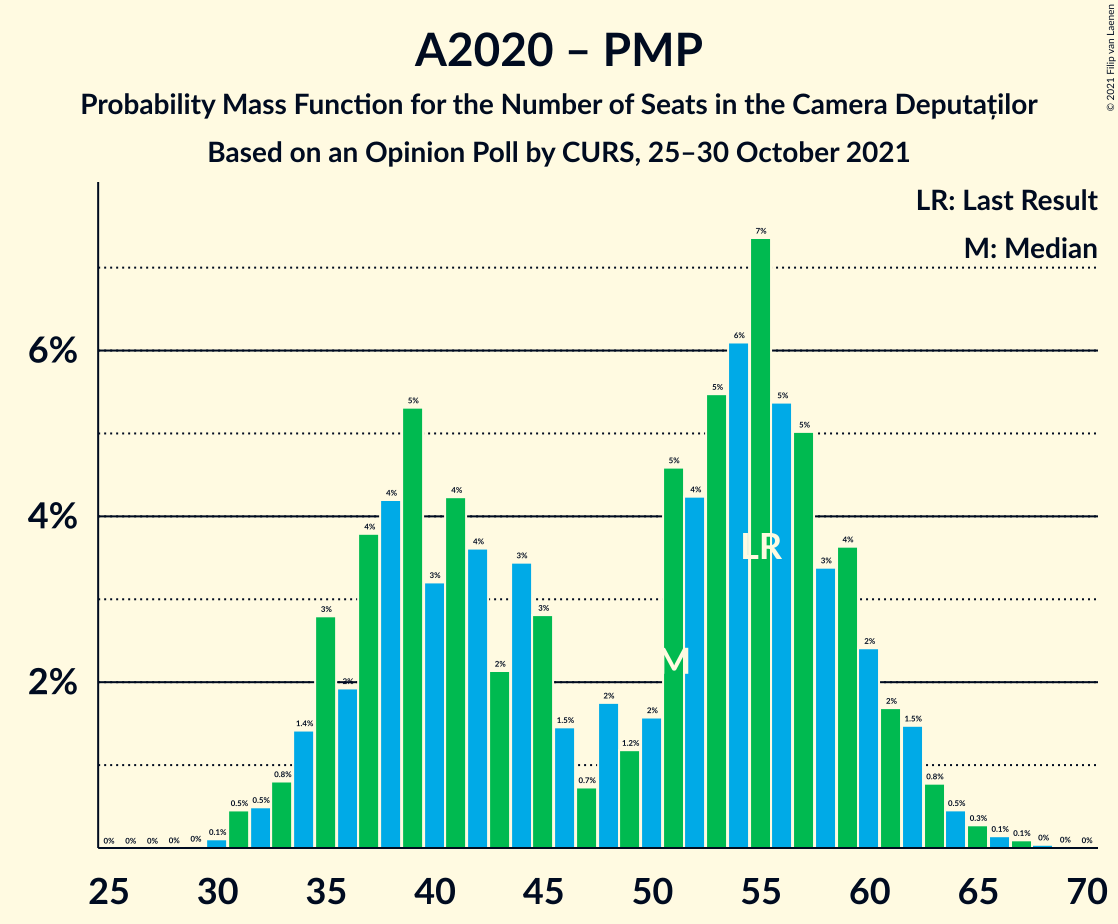 A2020 – PMP
Probability Mass Function for the Number of Seats in the Camera Deputaților
Based on an Opinion Poll by CURS, 25–30 October 2021
© 2021 Filip van Laenen
LR: Last Result
M: Median
6%
4%
2%
0% 0% 0% 0% 0% 0.1% 0.5% 0.5% 0.8% 1.4% 3% 2% 4% 4% 5% 3% 4% 4% 2% 3% 3% 1.5% 0.7% 2% 1.2% 2% 5% 4% 5% 6% 7% 5% 5% 3% 4% 2% 2% 1.5% 0.8% 0.5% 0.3% 0.1% 0.1% 0% 0% 0%
LR
M
25 30 35 40 45 50 55 60 65 70